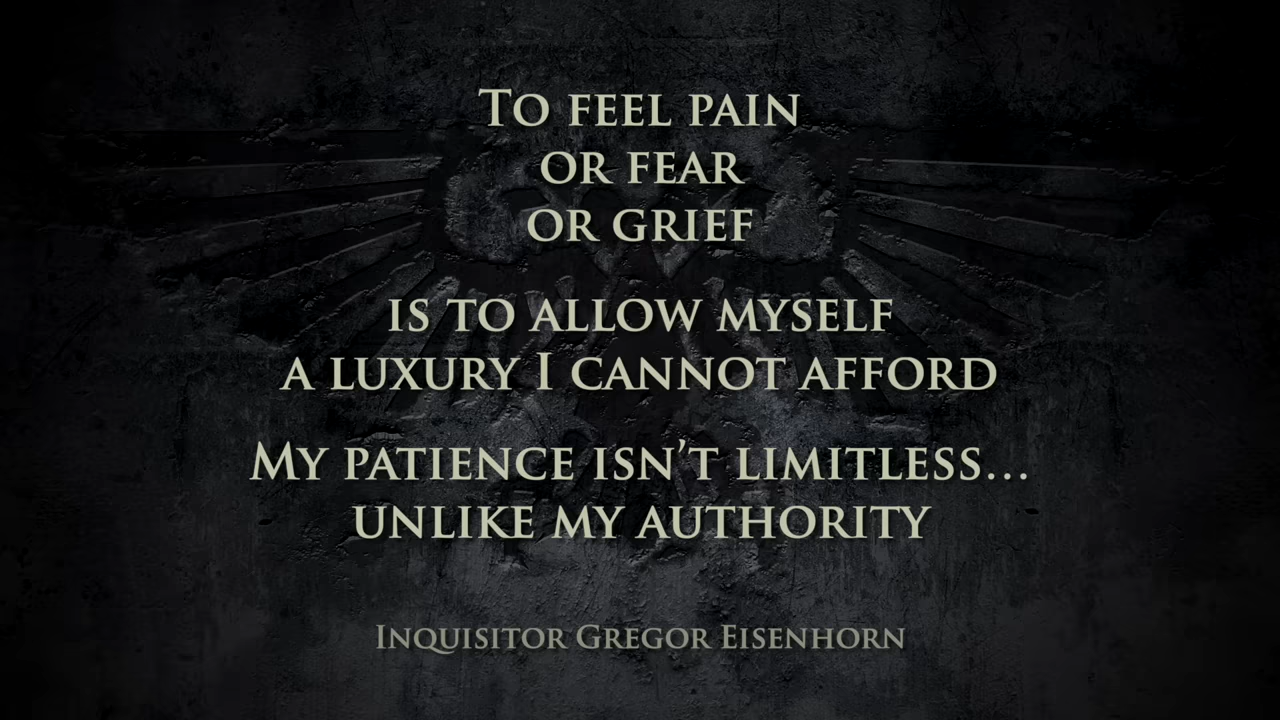 To feel pain
or fear
or grief
is to allow myself
a luxury I cannot afford
My patience isn’t limitless...
unlike my authority
Inquisitor Gregor Eisenhorn